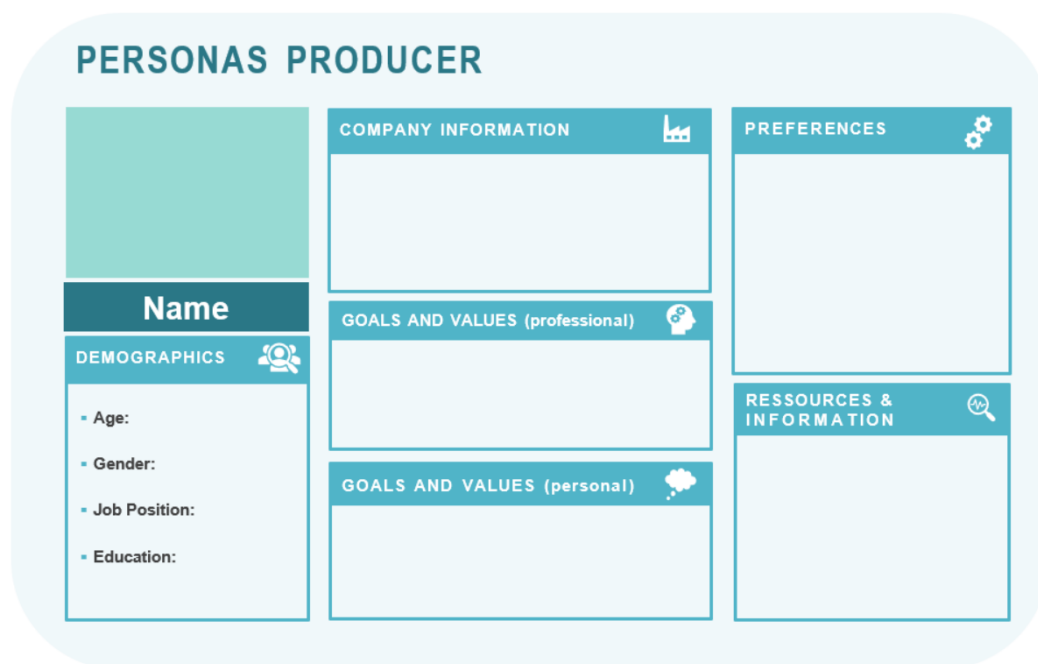 PERSONAS PRODUCER
Name
DEMOGRAPHICS
Age:
Gender:
Job Position:
Education:
COMPANY INFORMATION
GOALS AND VALUES (professional)
GOALS AND VALUES (personal)
PREFERENCES
RESSOURCES &
INFORMATION